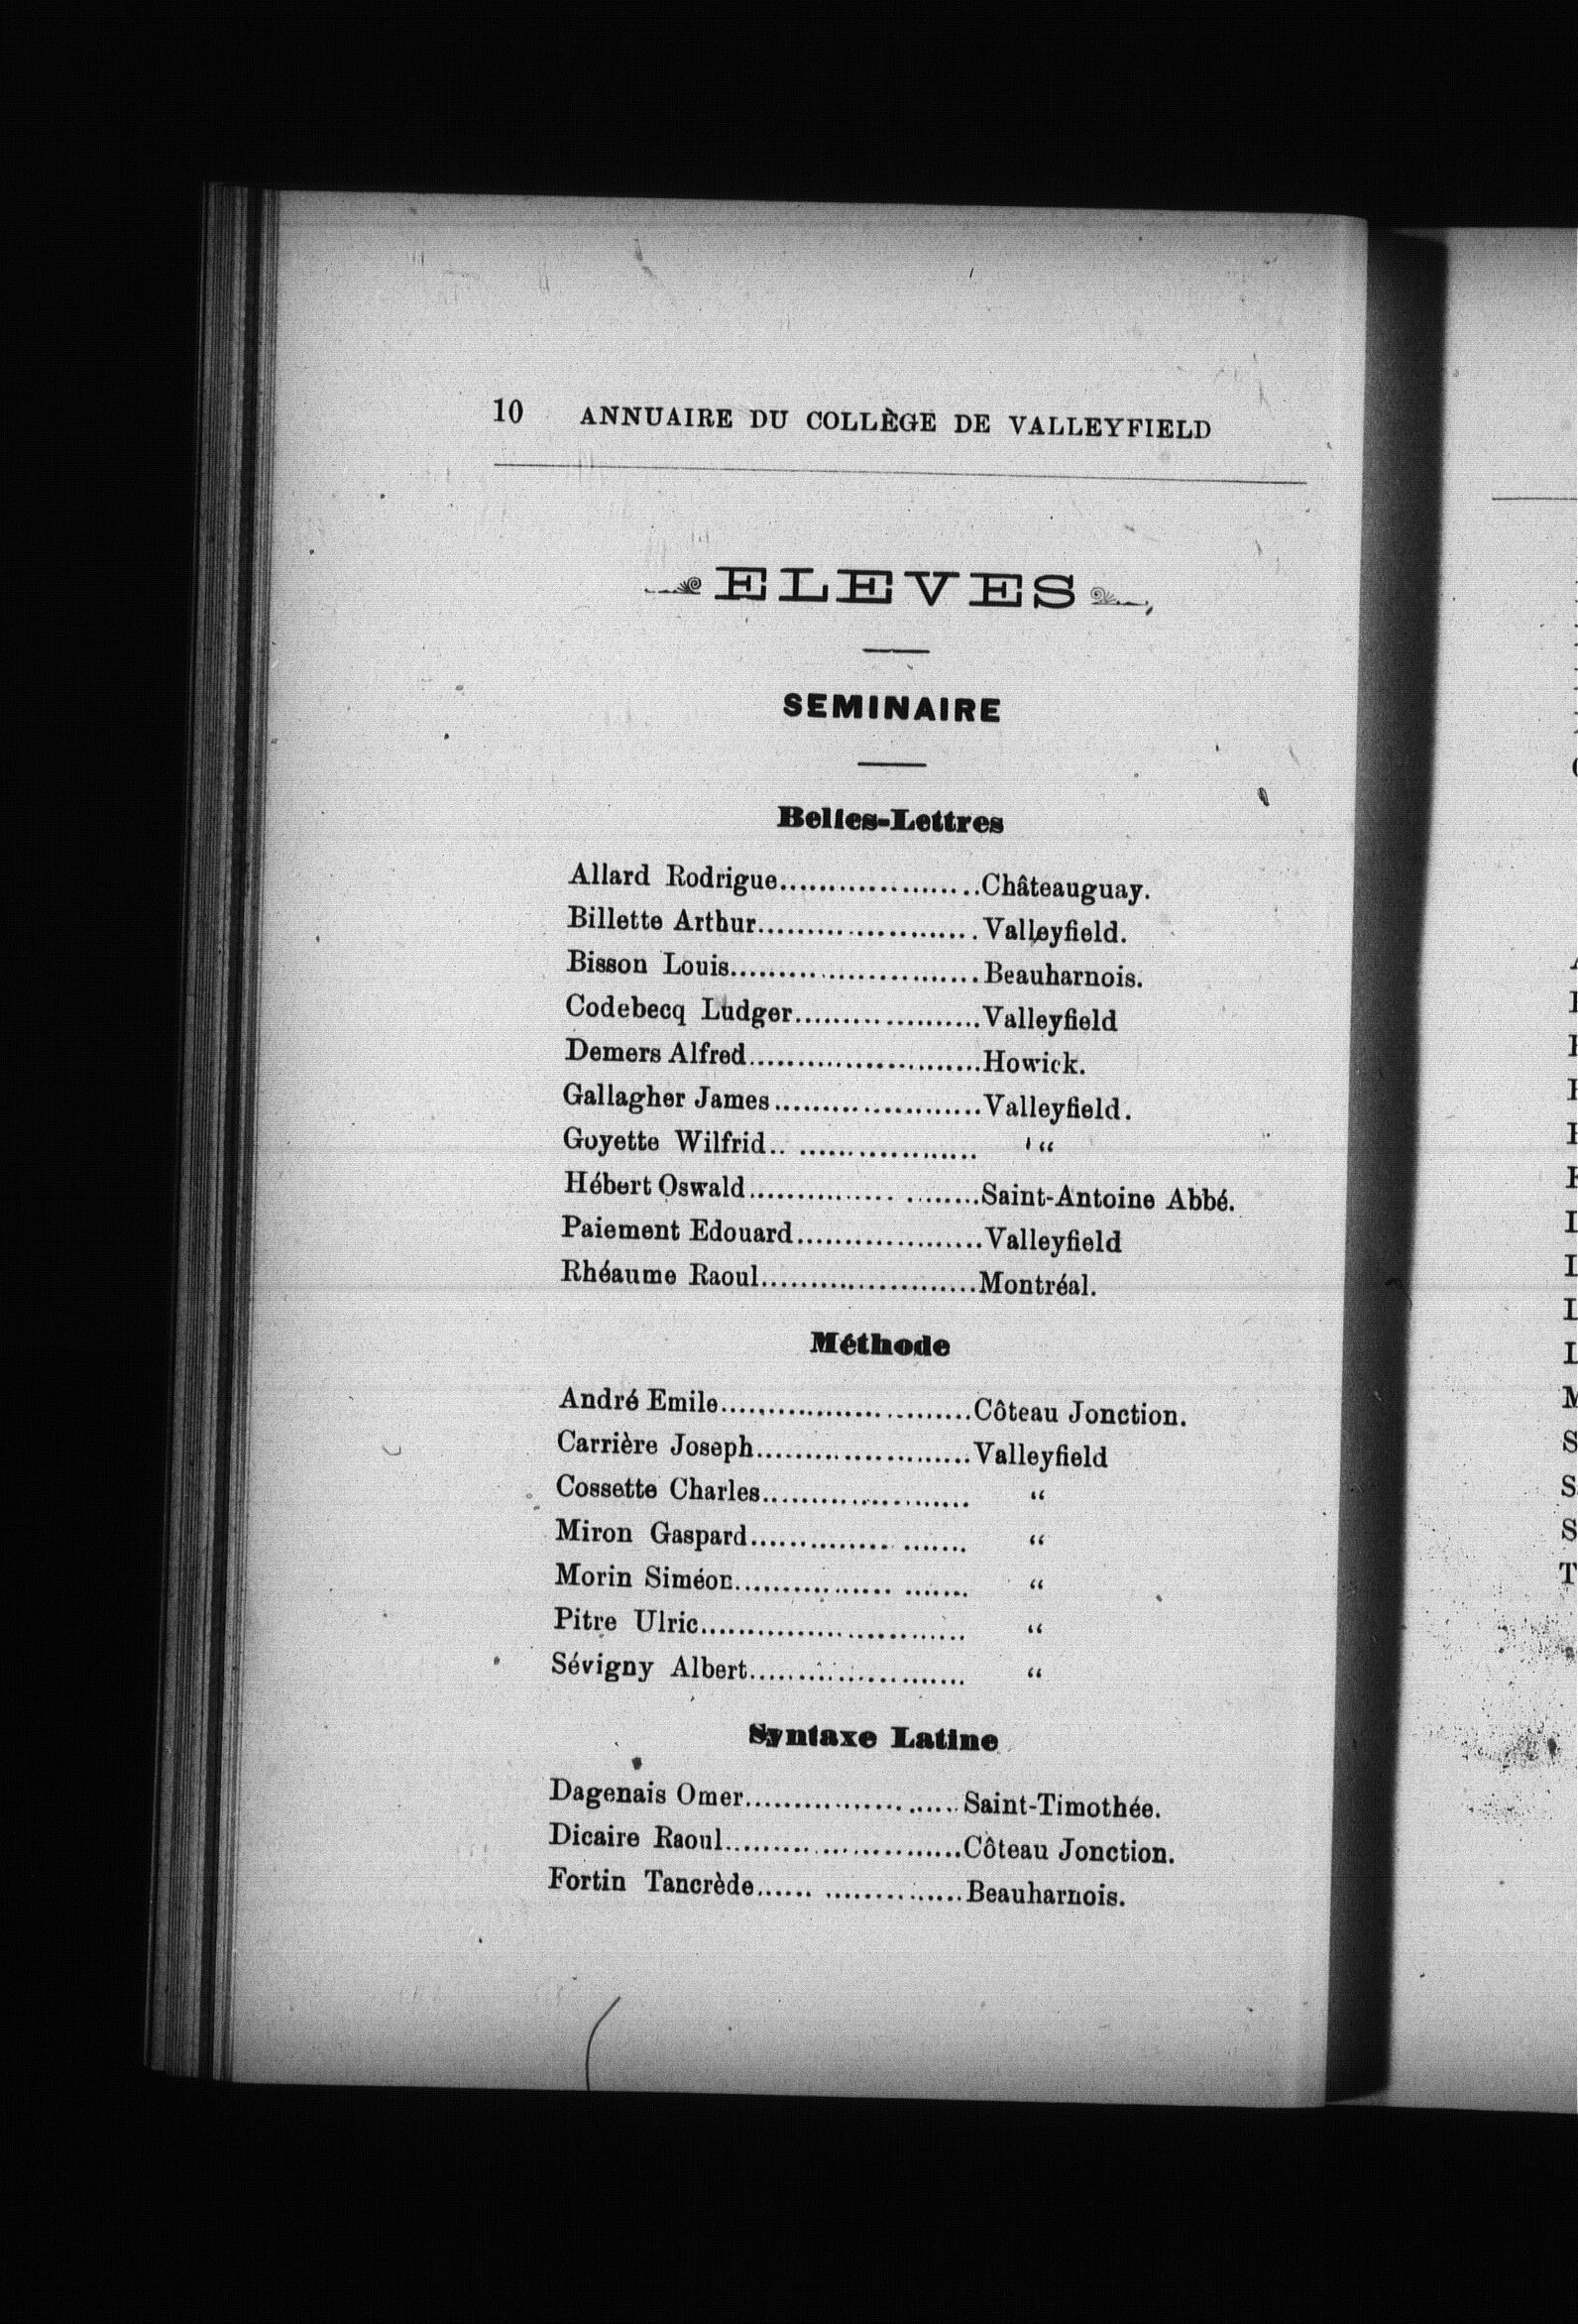 10 ANNUAIRE DU COLLÈGE DE VALLEYFIELD
ELEVES
SEMINAIRE
Belles-Lettres
Allard Rodrigue....................Châteauguay.
Billette Arthur......................Valleyfield.
Bisson Louis.........................Beauharnois.
Codebecq Ludger...................Valleyfield
Demers Alfred........................Howick.
Gallagher James.....................Valleyfield.
Goyette Wilfrid.. .................. “
Hébert Oswald............... ........Saint-Antoine Abbé.
Paiement Edouard...................Valleyfield
Rhéaume Raoul......................Montréal.
Méthode
André Emile..........................Côteau Jonction.
Carrière Joseph......................Valleyfield
Cossette Charles..................... “
Miron Gaspard............... ....... “
Morin Siméon................ ....... “
Pitre Ulric........................... “
Sévigny Albert...................... “
Syntaxe Latine
Dagenais Omer................ ......Saint-Timothée.
Dicaire Raoul.........................Côteau Jonction.
Fortin Tancrède...... ..............Beauharnois.